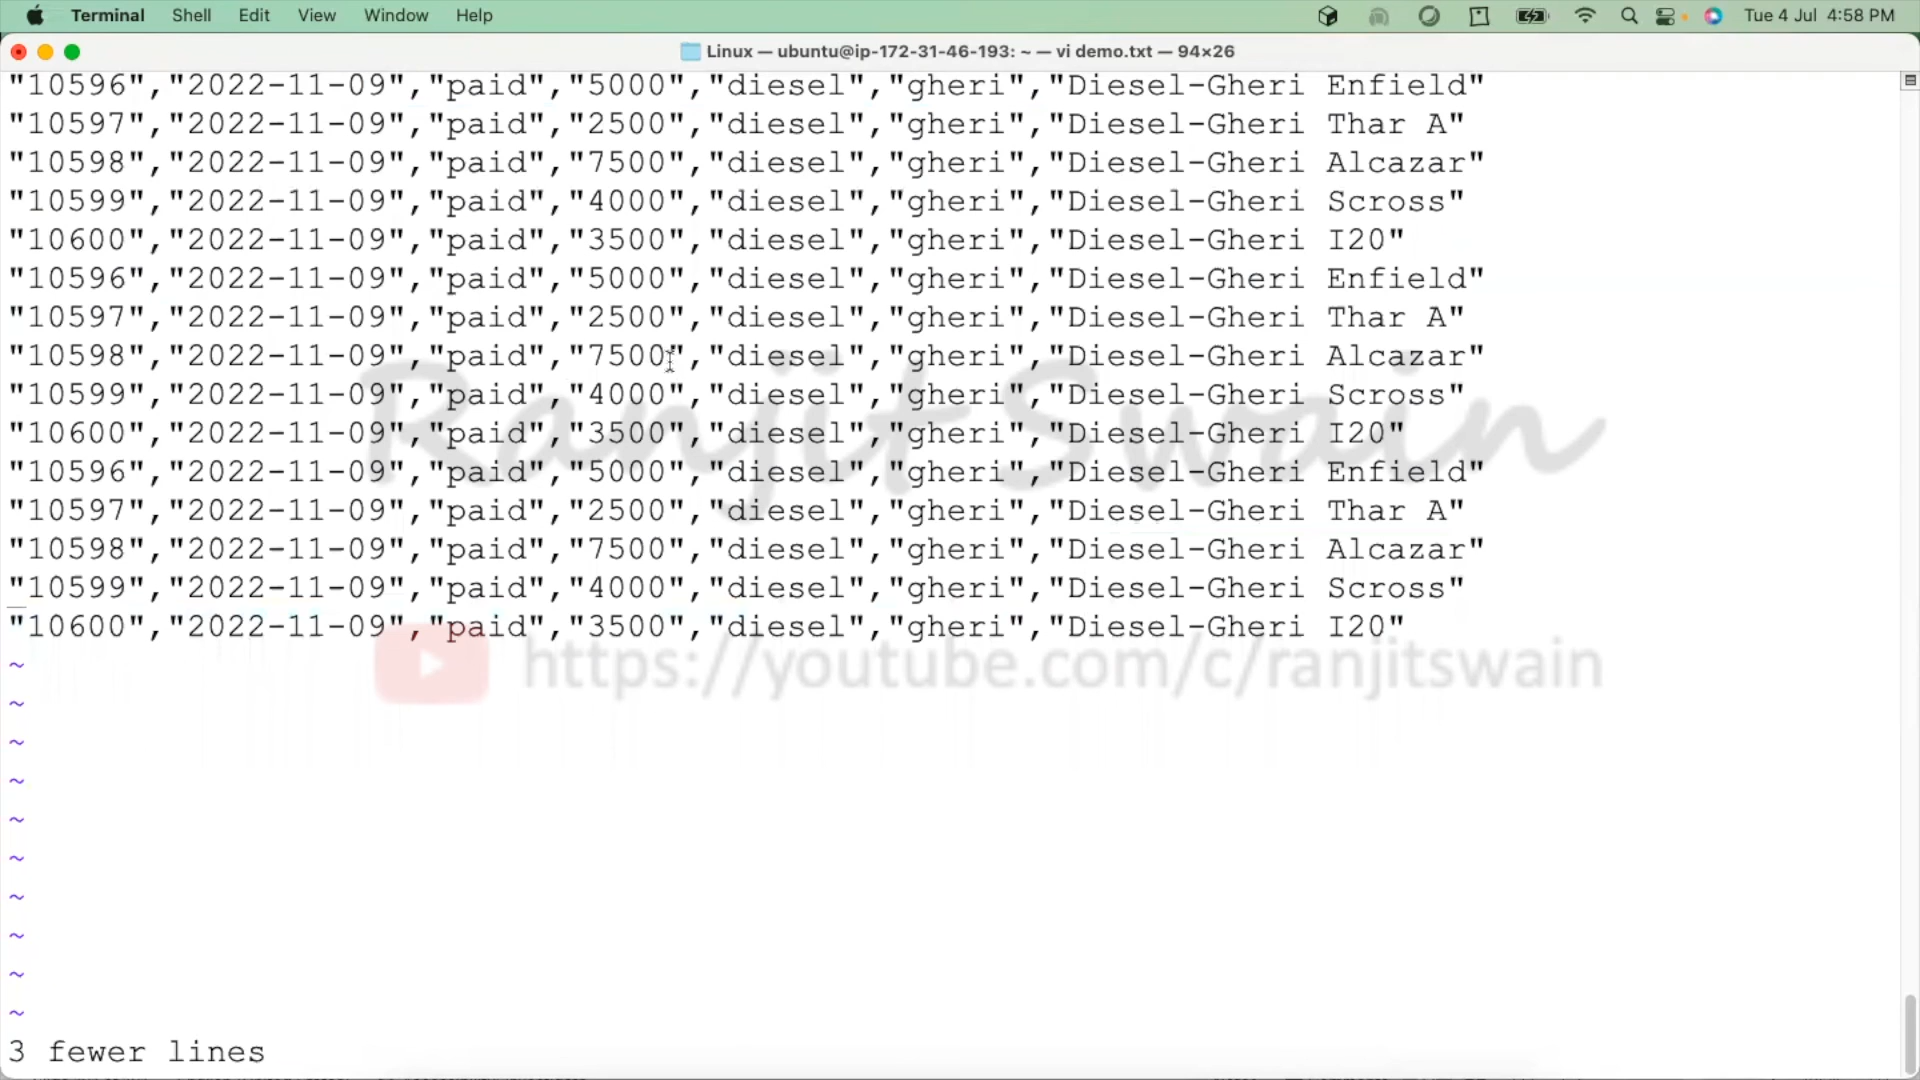 Terminal Shell Edit View Window Help Tue 4 Jul 4:58 PM
Linux — ubuntu@ip-172-31-46-193: ~ — vi demo.txt — 94×26
"10596","2022-11-09","paid","5000","diesel","gheri","Diesel-Gheri Enfield"
"10597","2022-11-09","paid","2500","diesel","gheri","Diesel-Gheri Thar A"
"10598","2022-11-09","paid","7500","diesel","gheri","Diesel-Gheri Alcazar"
"10599","2022-11-09","paid","4000","diesel","gheri","Diesel-Gheri Scross"
"10600","2022-11-09","paid","3500","diesel","gheri","Diesel-Gheri I20"
"10596","2022-11-09","paid","5000","diesel","gheri","Diesel-Gheri Enfield"
"10597","2022-11-09","paid","2500","diesel","gheri","Diesel-Gheri Thar A"
"10598","2022-11-09","paid","7500","diesel","gheri","Diesel-Gheri Alcazar"
"10599","2022-11-09","paid","4000","diesel","gheri","Diesel-Gheri Scross"
"10600","2022-11-09","paid","3500","diesel","gheri","Diesel-Gheri I20"
"10596","2022-11-09","paid","5000","diesel","gheri","Diesel-Gheri Enfield"
"10597","2022-11-09","paid","2500","diesel","gheri","Diesel-Gheri Thar A"
"10598","2022-11-09","paid","7500","diesel","gheri","Diesel-Gheri Alcazar"
"10599","2022-11-09","paid","4000","diesel","gheri","Diesel-Gheri Scross"
"10600","2022-11-09","paid","3500","diesel","gheri","Diesel-Gheri I20"
Ranjit Swain
https://youtube.com/c/ranjitswain
~
~
~
~
~
~
~
~
~
~
3 fewer lines